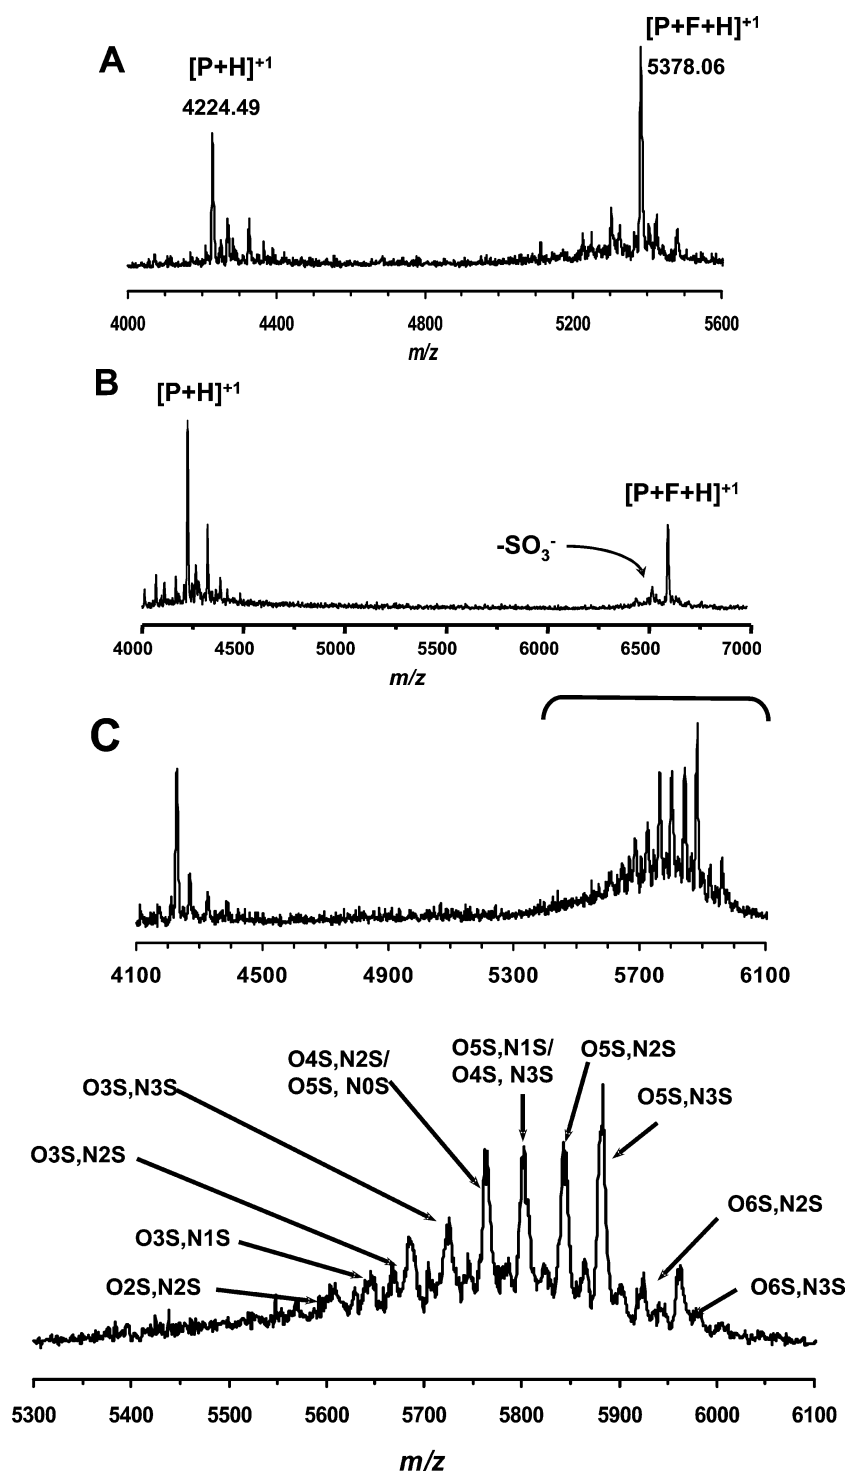 A
[P+H]+1
4224.49
[P+F+H]+1
5378.06
4000 4400 4800 5200 5600
m/z
B
[P+H]+1
[P+F+H]+1
-SO3-
4000 4500 5000 5500 6000 6500 7000
m/z
C
4100 4500 4900 5300 5700 6100
O3S,N3S
O4S,N2S/
O5S, N0S
O5S,N1S/
O4S, N3S
O5S,N2S
O5S,N3S
O3S,N2S
O3S,N1S
O2S,N2S
O6S,N2S
O6S,N3S
5300 5400 5500 5600 5700 5800 5900 6000 6100
m/z